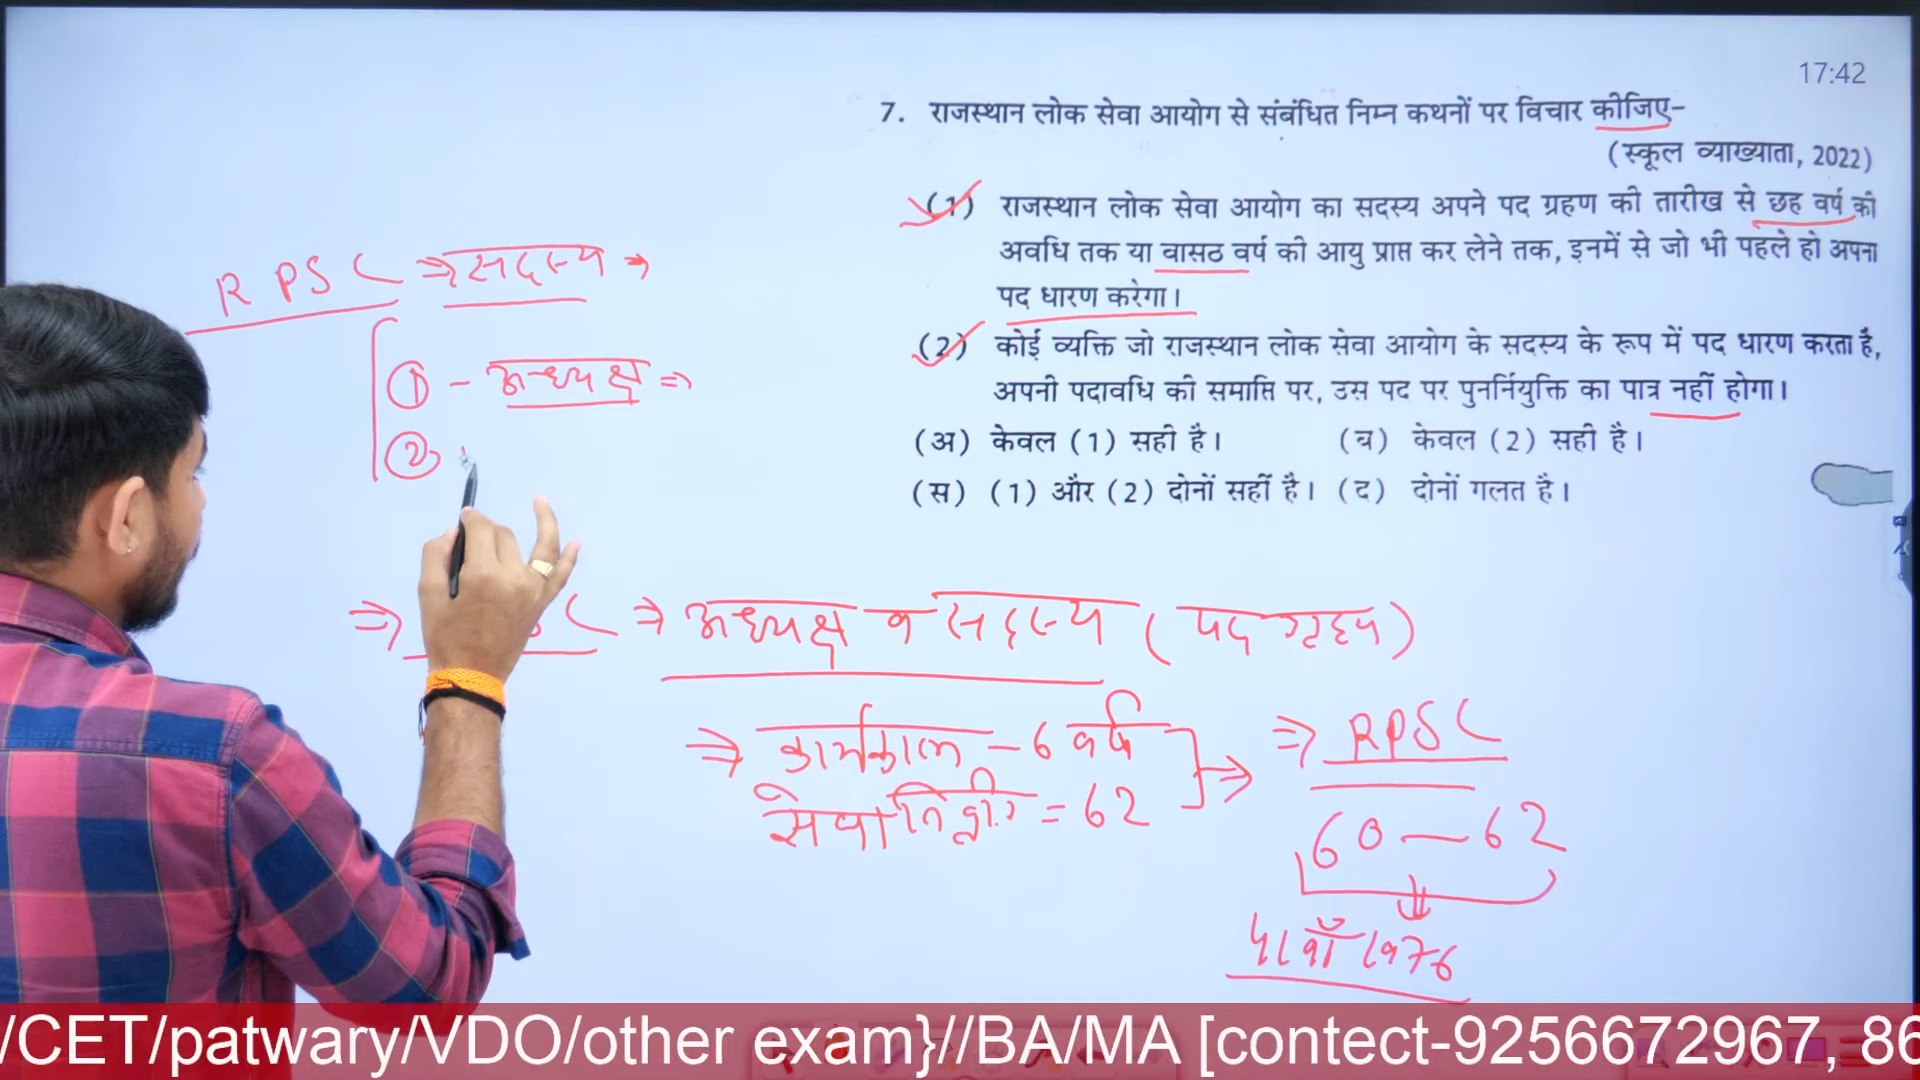 17:42
7. राजस्थान लोक सेवा आयोग से संबंधित निम्न कथनों पर विचार कीजिए-
(स्कूल व्याख्याता, 2022)
(1) राजस्थान लोक सेवा आयोग का सदस्य अपने पद ग्रहण की तारीख से छह वर्ष की
अवधि तक या बासठ वर्ष की आयु प्राप्त कर लेने तक, इनमें से जो भी पहले हो अपना
पद धारण करेगा।
(2) कोई व्यक्ति जो राजस्थान लोक सेवा आयोग के सदस्य के रूप में पद धारण करता है,
अपनी पदावधि की समाप्ति पर, उस पद पर पुनर्नियुक्ति का पात्र नहीं होगा।
(अ) केवल (1) सही है। (ब) केवल (2) सही है।
(स) (1) और (2) दोनों सहीं है। (द) दोनों गलत है।
RPSC ⇒ सदस्य ⇒
① - अध्यक्ष ⇒
②
⇒ C ⇒ अध्यक्ष व सदस्य (पद ग्रहण)
⇒ कार्यकाल - 6 वर्ष
= 62
⇒ RPSC
60 — 62
41वाँ 1976
/CET/patwary/VDO/other exam}//BA/MA [contect-9256672967, 86